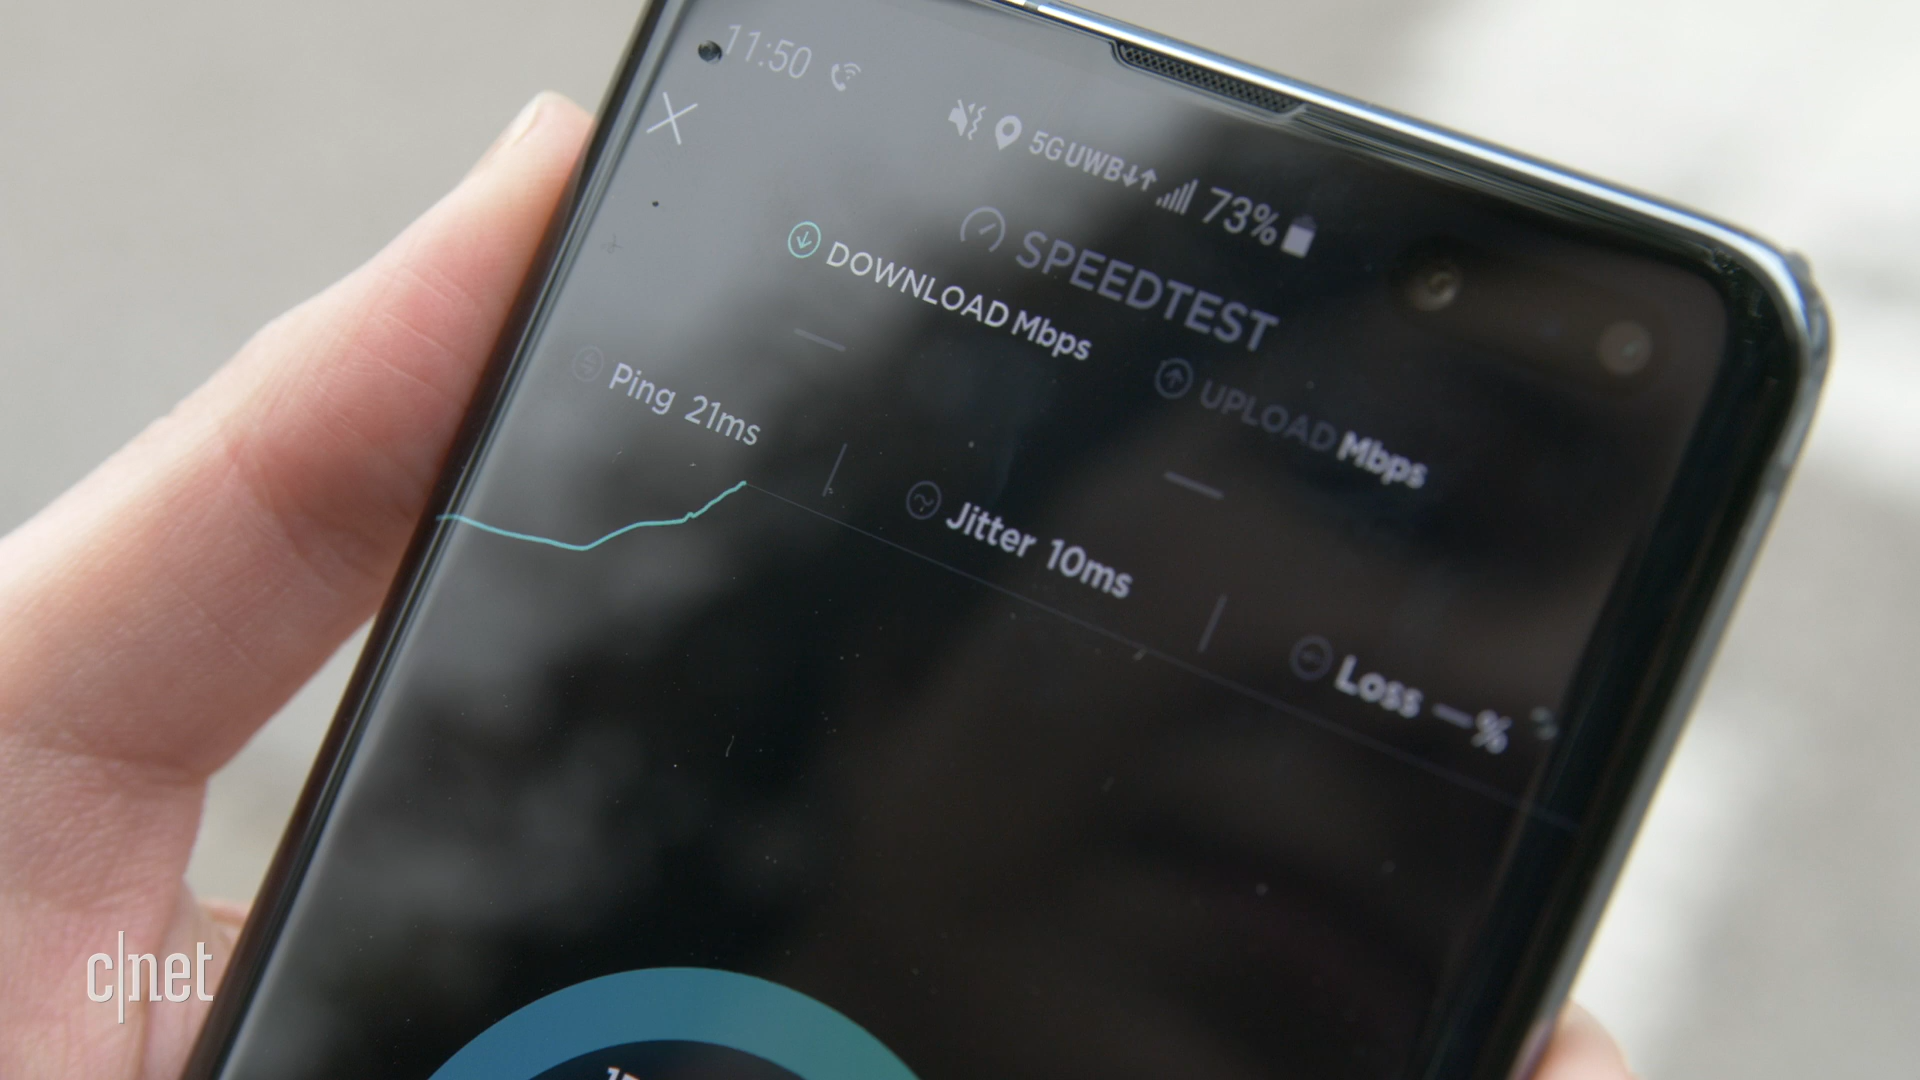 11:50
5G UWB 73%
SPEEDTEST
DOWNLOAD Mbps
UPLOAD Mbps
Ping 21ms
Jitter 10ms
Loss —%
c|net